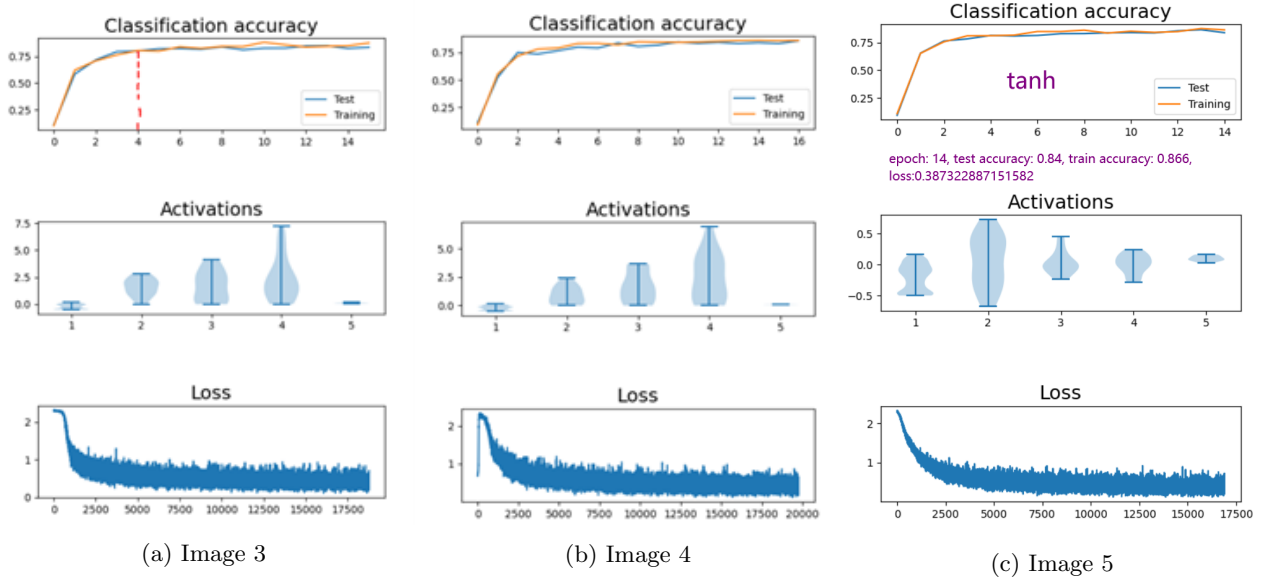 Classification accuracy
0.75
0.50
0.25
Test
Training
0 2 4 6 8 10 12 14
Activations
7.5
5.0
2.5
0.0
1 2 3 4 5
Loss
2
1
0
0 2500 5000 7500 10000 12500 15000 17500
(a) Image 3
Classification accuracy
0.75
0.50
0.25
Test
Training
0 2 4 6 8 10 12 14 16
Activations
5.0
2.5
0.0
1 2 3 4 5
Loss
2
1
0 2500 5000 7500 10000 12500 15000 17500 20000
(b) Image 4
Classification accuracy
0.75
0.50
0.25
tanh
Test
Training
0 2 4 6 8 10 12 14
epoch: 14, test accuracy: 0.84, train accuracy: 0.866,
loss:0.387322887151582
Activations
0.5
0.0
−0.5
1 2 3 4 5
Loss
2
1
0 2500 5000 7500 10000 12500 15000 17500
(c) Image 5